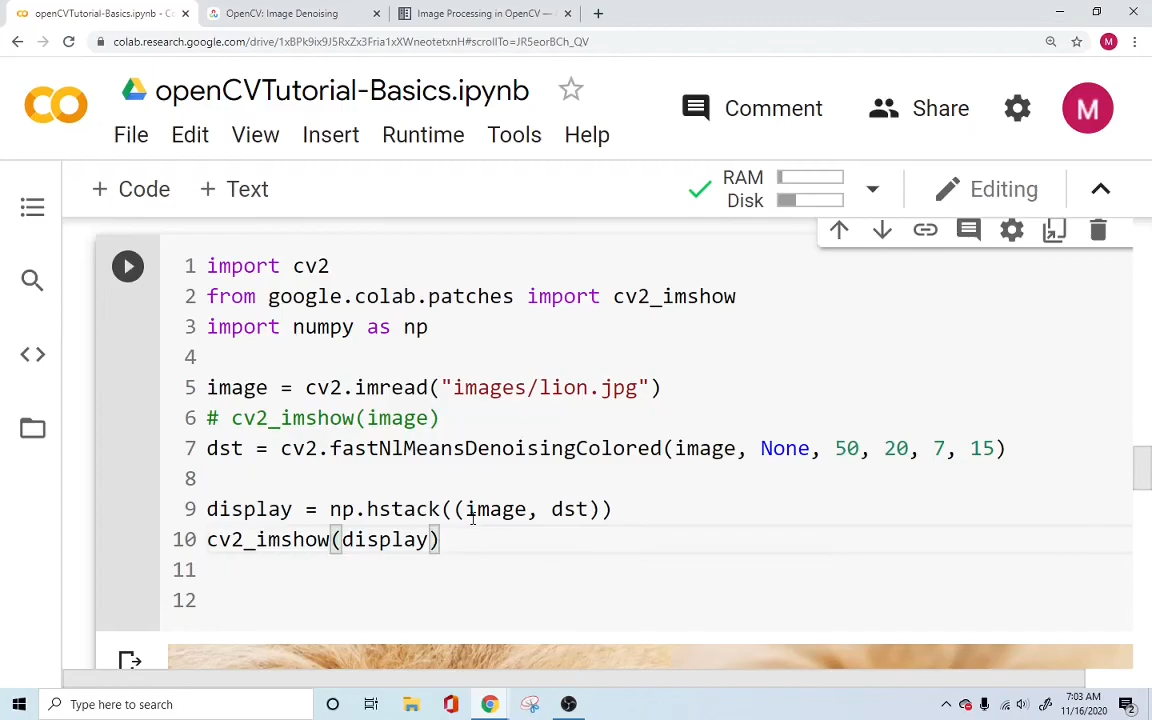 openCVTutorial-Basics.ipynb - Co
OpenCV: Image Denoising
Image Processing in OpenCV —
colab.research.google.com/drive/1xBPk9ix9J5RxZx3Fria1xXWneotetxnH#scrollTo=JR5eorBCh_QV
M
openCVTutorial-Basics.ipynb
Comment
Share
M
File Edit View Insert Runtime Tools Help
+ Code + Text
RAM
Disk
Editing
1 import cv2
2 from google.colab.patches import cv2_imshow
3 import numpy as np
4
5 image = cv2.imread("images/lion.jpg")
6 # cv2_imshow(image)
7 dst = cv2.fastNlMeansDenoisingColored(image, None, 50, 20, 7, 15)
8
9 display = np.hstack((image, dst))
10 cv2_imshow(display)
11
12
Type here to search
7:03 AM
11/16/2020
2